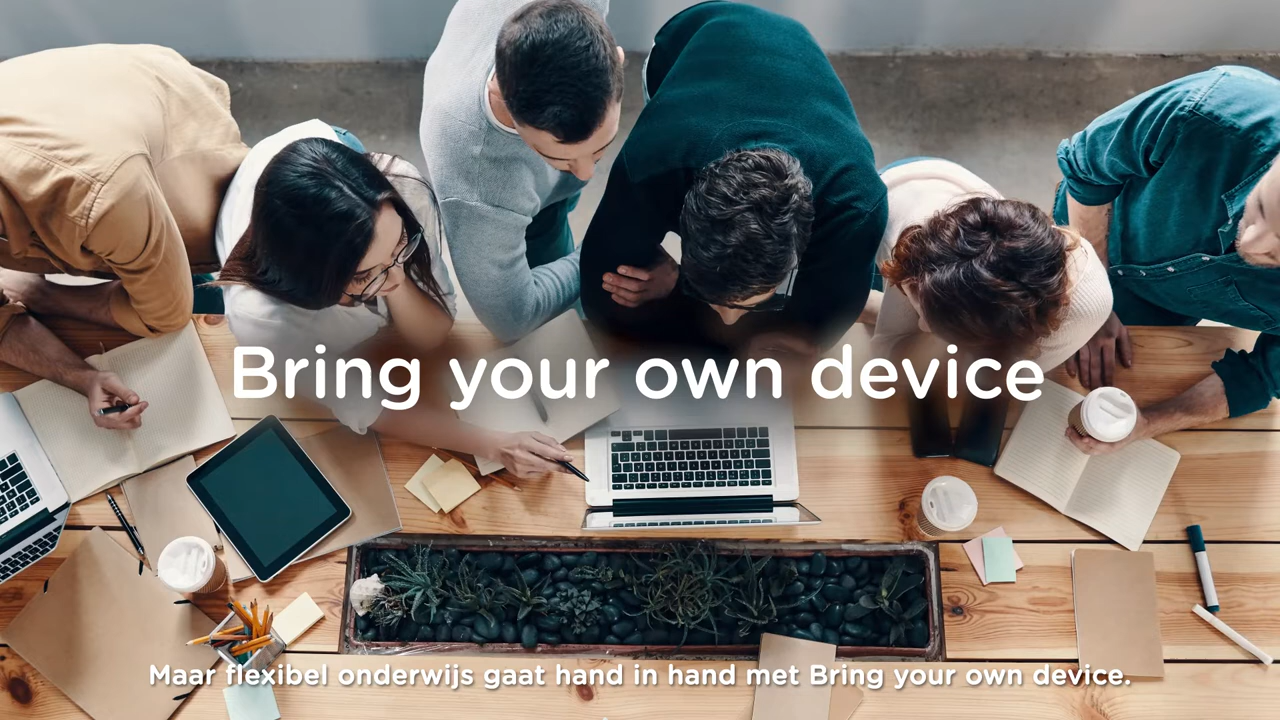 Bring your own device
Maar flexibel onderwijs gaat hand in hand met Bring your own device.